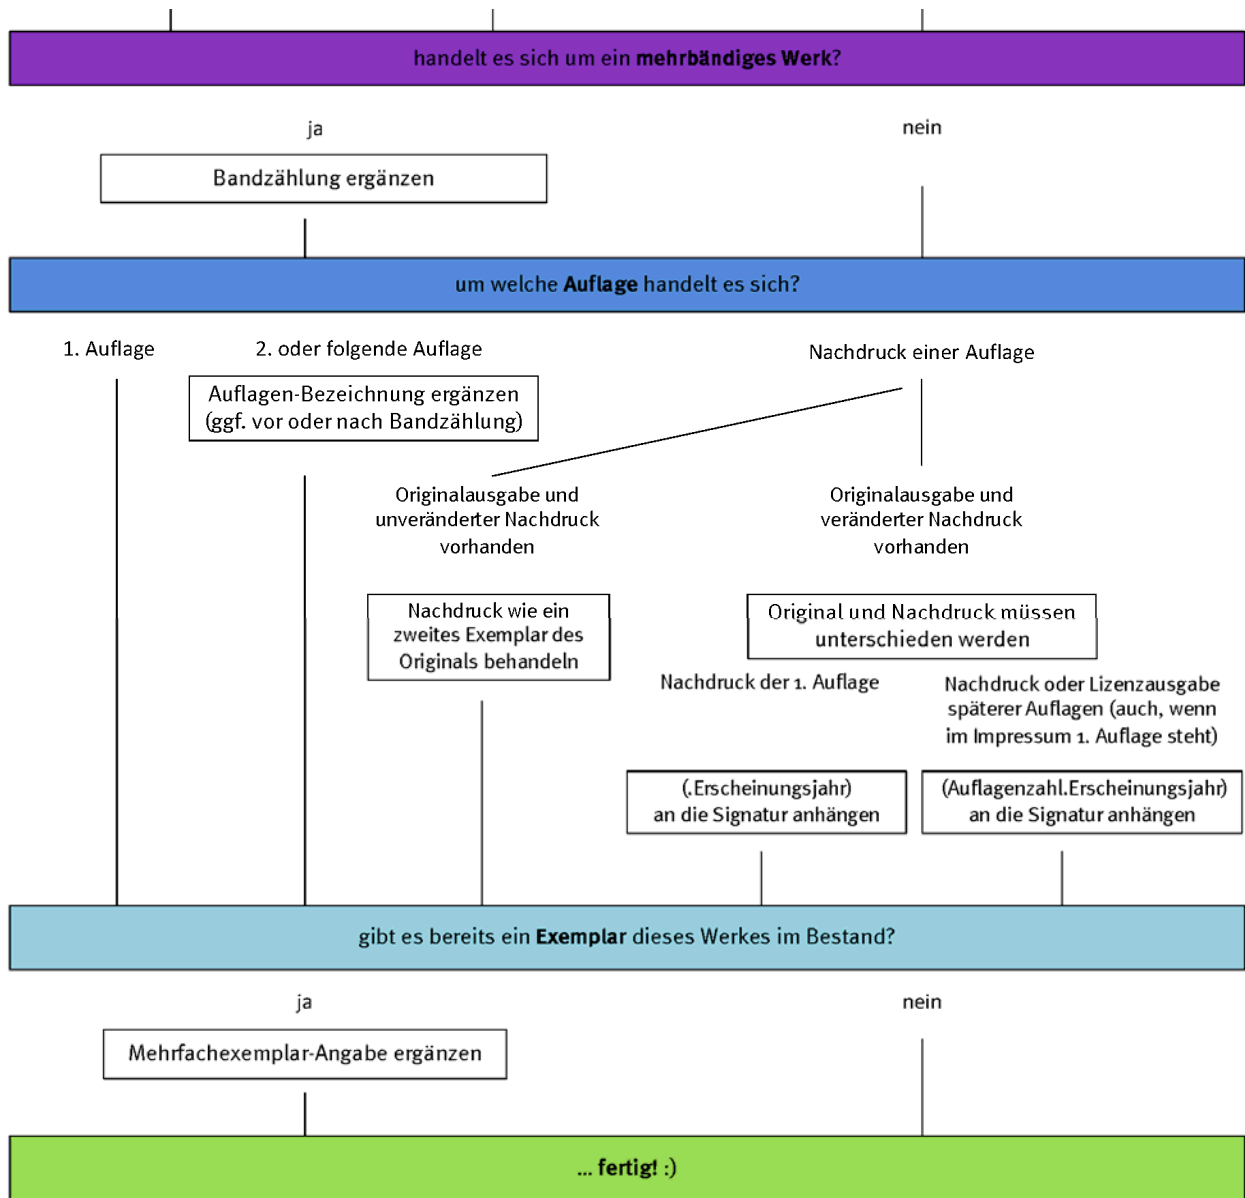 handelt es sich um ein mehrbändiges Werk?
ja
nein
Bandzählung ergänzen
um welche Auflage handelt es sich?
1. Auflage
2. oder folgende Auflage
Nachdruck einer Auflage
Auflagen-Bezeichnung ergänzen
(ggf. vor oder nach Bandzählung)
Originalausgabe und
unveränderter Nachdruck
vorhanden
Originalausgabe und
veränderter Nachdruck
vorhanden
Nachdruck wie ein
zweites Exemplar des
Originals behandeln
Original und Nachdruck müssen
unterschieden werden
Nachdruck der 1. Auflage
Nachdruck oder Lizenzausgabe
späterer Auflagen (auch, wenn
im Impressum 1. Auflage steht)
(.Erscheinungsjahr)
an die Signatur anhängen
(Auflagenzahl.Erscheinungsjahr)
an die Signatur anhängen
gibt es bereits ein Exemplar dieses Werkes im Bestand?
ja
nein
Mehrfachexemplar-Angabe ergänzen
... fertig! :)